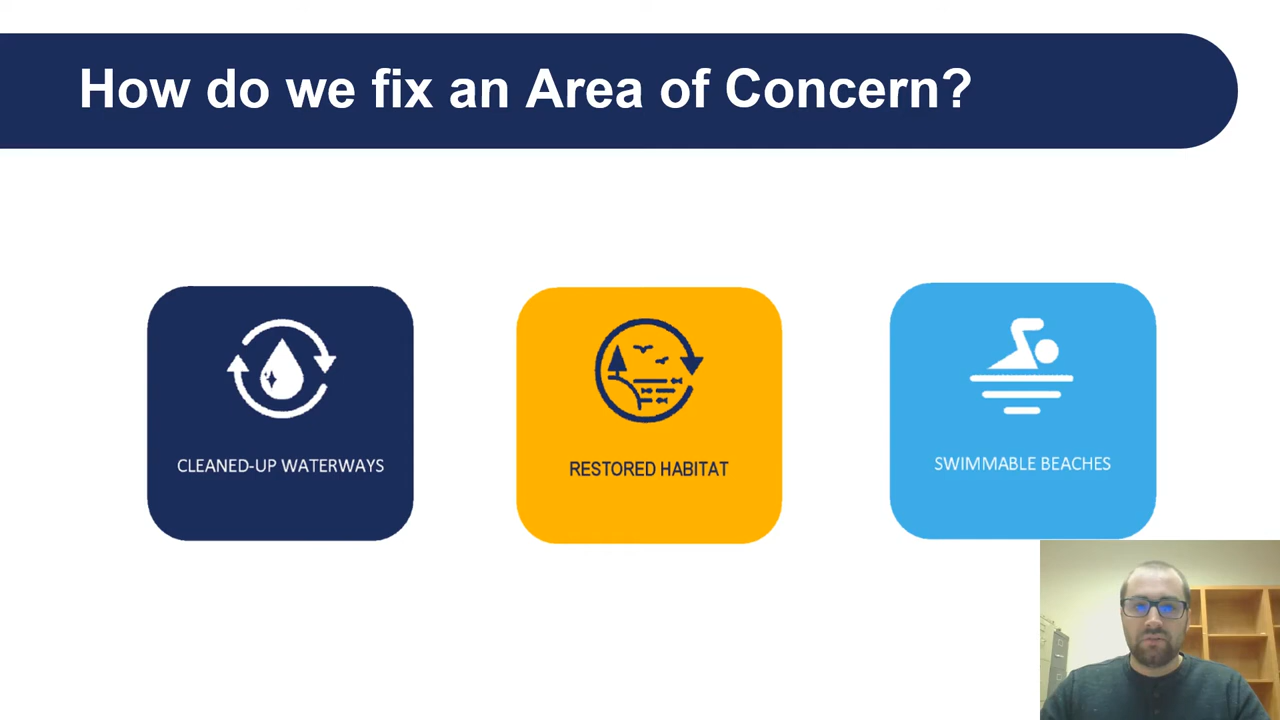 How do we fix an Area of Concern?
CLEANED-UP WATERWAYS
RESTORED HABITAT
SWIMMABLE BEACHES